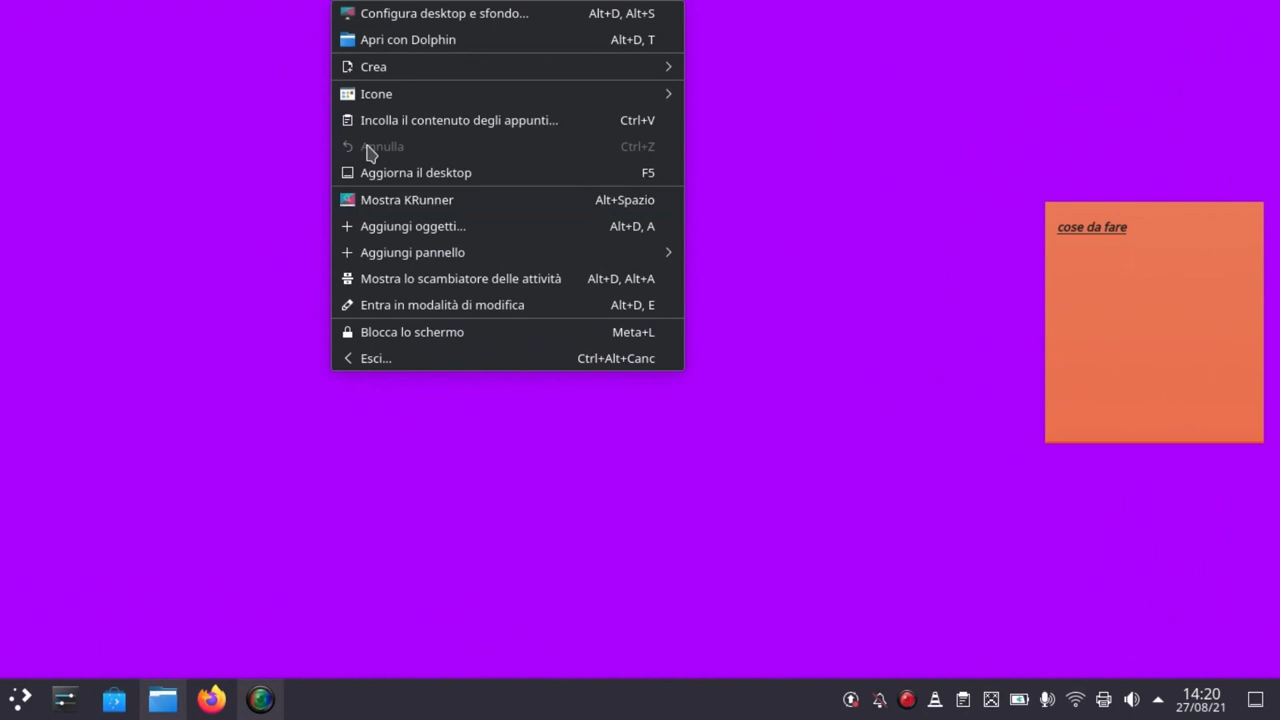 Configura desktop e sfondo... Alt+D, Alt+S
Apri con Dolphin Alt+D, T
Crea
Icone
Incolla il contenuto degli appunti... Ctrl+V
Annulla Ctrl+Z
Aggiorna il desktop F5
Mostra KRunner Alt+Spazio
Aggiungi oggetti... Alt+D, A
Aggiungi pannello
Mostra lo scambiatore delle attività Alt+D, Alt+A
Entra in modalità di modifica Alt+D, E
Blocca lo schermo Meta+L
Esci... Ctrl+Alt+Canc
cose da fare
14:20
27/08/21